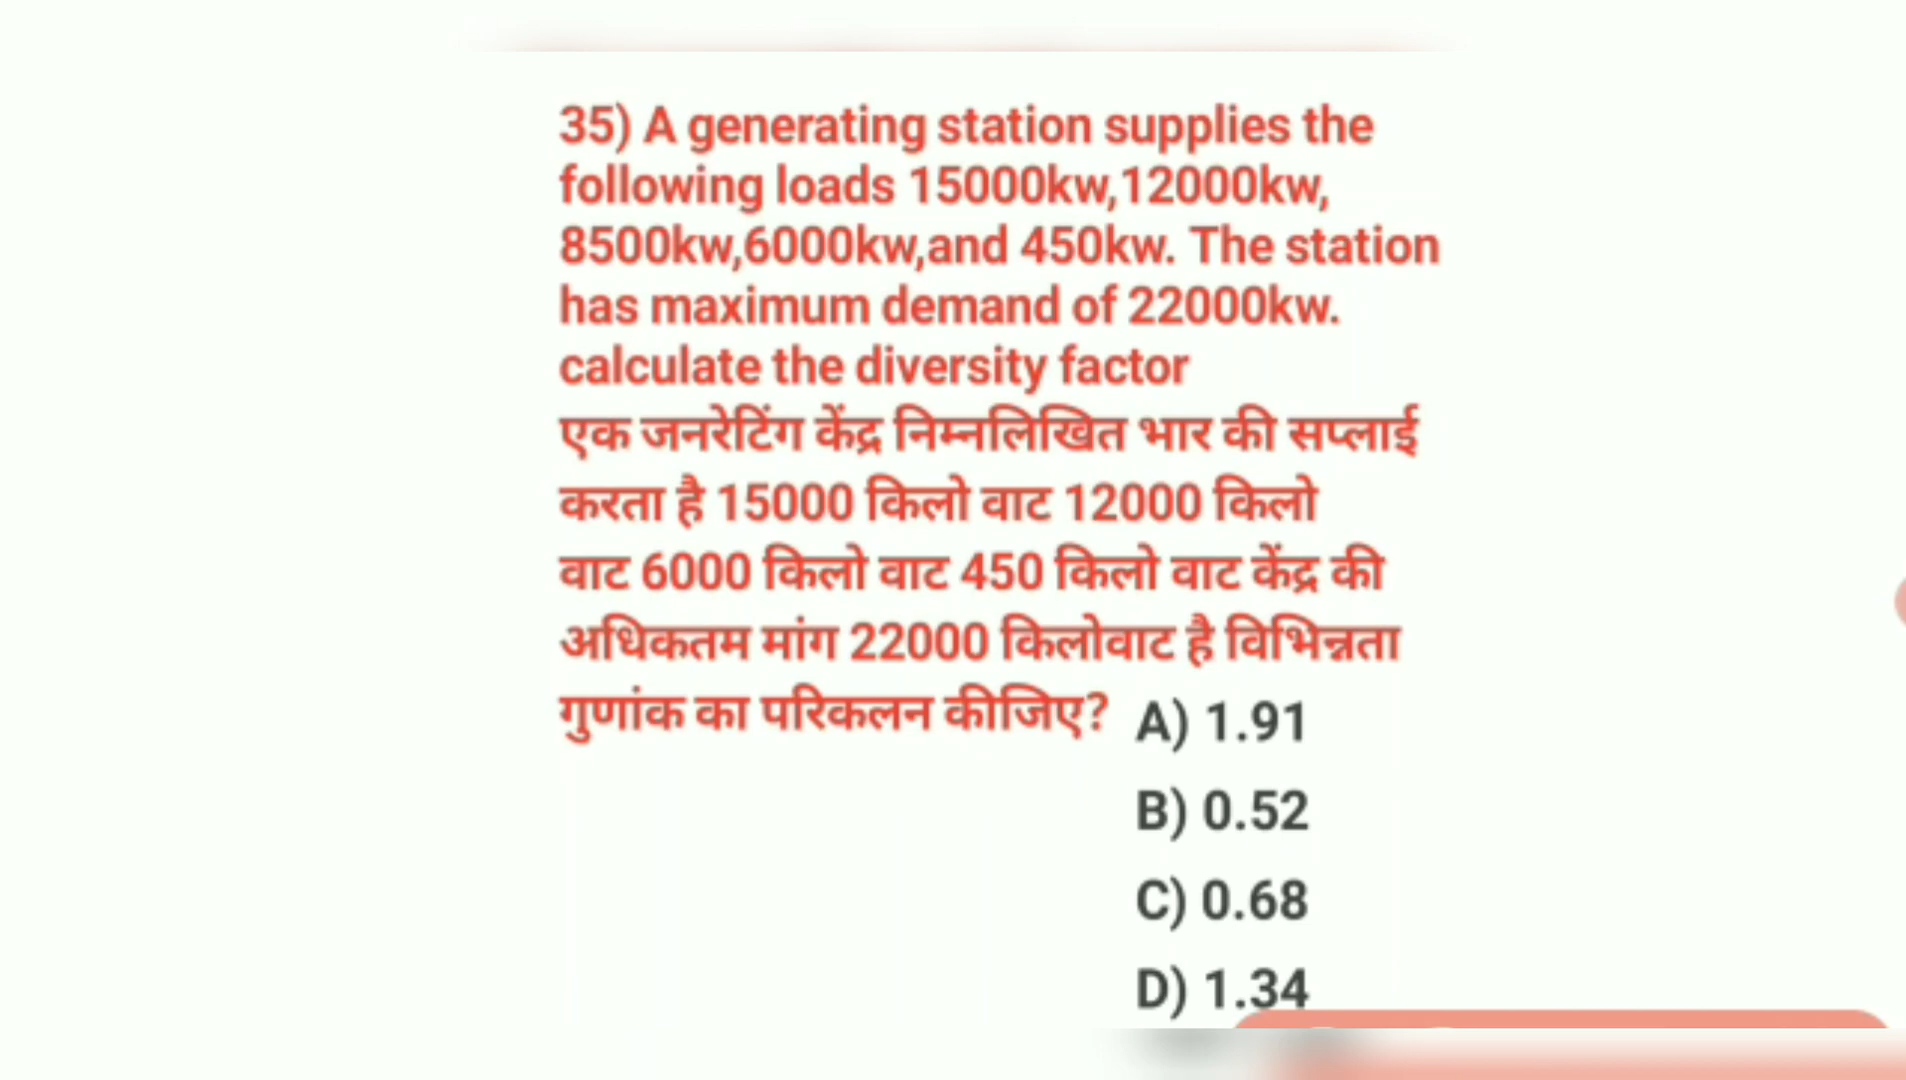 35) A generating station supplies the
following loads 15000kw,12000kw,
8500kw,6000kw,and 450kw. The station
has maximum demand of 22000kw.
calculate the diversity factor
एक जनरेटिंग केंद्र निम्नलिखित भार की सप्लाई
करता है 15000 किलो वाट 12000 किलो
वाट 6000 किलो वाट 450 किलो वाट केंद्र की
अधिकतम मांग 22000 किलोवाट है विभिन्नता
गुणांक का परिकलन कीजिए?
A) 1.91
B) 0.52
C) 0.68
D) 1.34